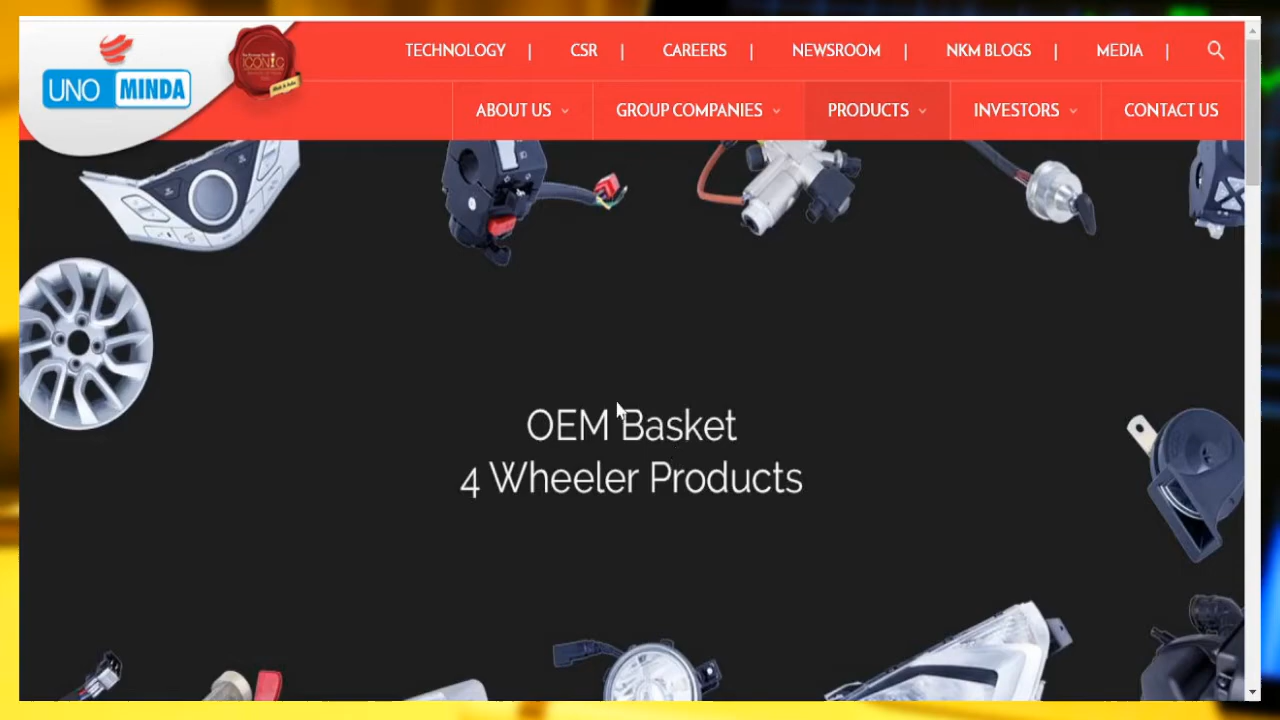 UNO MINDA
ICONIC
TECHNOLOGY | CSR | CAREERS | NEWSROOM | NKM BLOGS | MEDIA |
ABOUT US GROUP COMPANIES PRODUCTS INVESTORS CONTACT US
OEM Basket
4 Wheeler Products